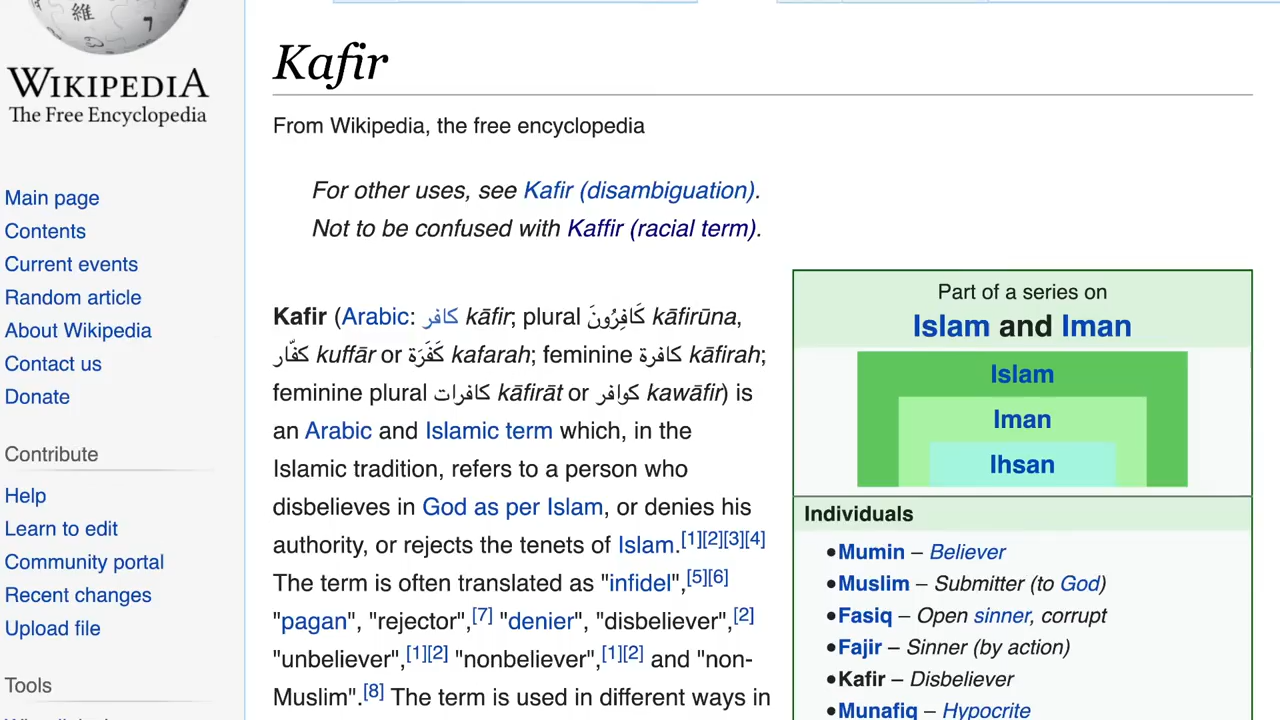 維
WIKIPEDIA
The Free Encyclopedia
Main page
Contents
Current events
Random article
About Wikipedia
Contact us
Donate
Contribute
Help
Learn to edit
Community portal
Recent changes
Upload file
Tools
Kafir
From Wikipedia, the free encyclopedia
For other uses, see Kafir (disambiguation).
Not to be confused with Kaffir (racial term).
Kafir (Arabic: كافر kāfir; plural كَافِرُونَ kāfirūna,
كفّار kuffār or كَفَرَة kafarah; feminine كافرة kāfirah;
feminine plural كافرات kāfirāt or كوافر kawāfir) is
an Arabic and Islamic term which, in the
Islamic tradition, refers to a person who
disbelieves in God as per Islam, or denies his
authority, or rejects the tenets of Islam.[1][2][3][4]
The term is often translated as "infidel",[5][6]
"pagan", "rejector",[7] "denier", "disbeliever",[2]
"unbeliever",[1][2] "nonbeliever",[1][2] and "non-
Muslim".[8] The term is used in different ways in
Part of a series on
Islam and Iman
Islam
Iman
Ihsan
Individuals
•Mumin – Believer
•Muslim – Submitter (to God)
•Fasiq – Open sinner, corrupt
•Fajir – Sinner (by action)
•Kafir – Disbeliever
•Munafiq – Hypocrite